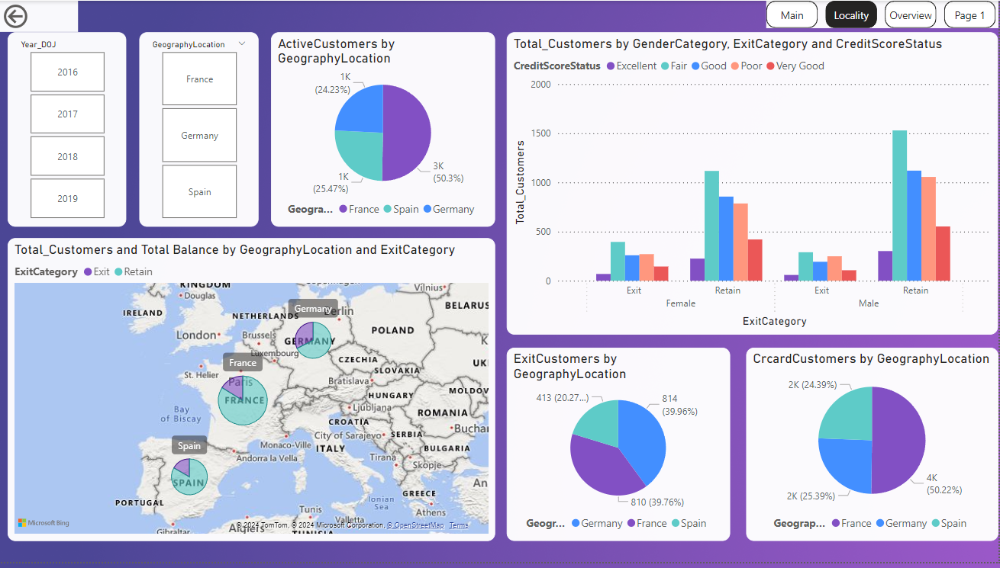 Main
Locality
Overview
Page 1
Year_DOJ
2016
2017
2018
2019
GeographyLocation
France
Germany
Spain
ActiveCustomers by
GeographyLocation
1K
(24.23%)
1K
(25.47%)
3K
(50.3%)
Geogra... France Spain Germany
Total_Customers by GenderCategory, ExitCategory and CreditScoreStatus
CreditScoreStatus Excellent Fair Good Poor Very Good
Total_Customers
2000
1500
1000
500
0
Exit Retain Exit Retain
Female Male
ExitCategory
Total_Customers and Total Balance by GeographyLocation and ExitCategory
ExitCategory Exit Retain
KINGDOM
Douglas
Copenhagen
Vilnius
IRELAND
NETHERLANDS
Germany
Berlin
BELARUS
London
Brussels
GERMANY
POLAND
Luxembourg
CZECHIA
France
UK
St. Helier
Paris
SLOVAKIA
Bratislava
FRANCE
HUNGARY
MOLDOV
Bay
of Biscay
Ljubljana
ROMANIA
CROATIA
Bucha
City of Sarajevo
SERBIA
Spain
Monaco-Ville
ITALY
BULGARIA
Andorra la Vella
Tirana
Skopje
SPAIN
An
PORTUGAL
GREECE
Ionian
Sea
Athens
Tunis
Valletta
Gibraltar
Algiers
TUNISIA
Microsoft Bing
© 2024 TomTom, © 2024 Microsoft Corporation, © OpenStreetMap Terms
ExitCustomers by
GeographyLocation
413 (20.27...)
814
(39.96%)
810 (39.76%)
Geogr... Germany France Spain
CrcardCustomers by GeographyLocation
2K (24.39%)
2K (25.39%)
4K
(50.22%)
Geograp... France Germany Spain